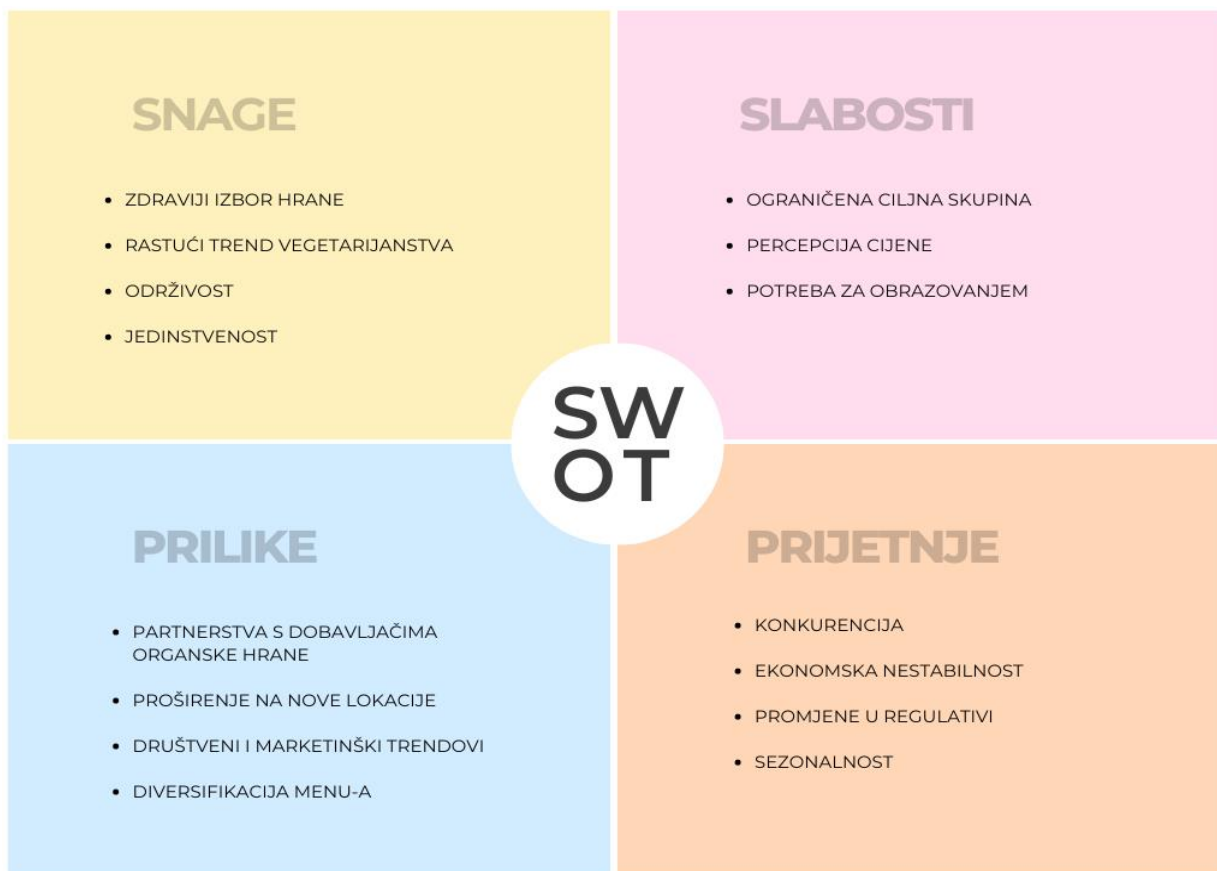 SNAGE
• ZDRAVIJI IZBOR HRANE
• RASTUĆI TREND VEGETARIJANSTVA
• ODRŽIVOST
• JEDINSTVENOST
SLABOSTI
• OGRANIČENA CILJNA SKUPINA
• PERCEPCIJA CIJENE
• POTREBA ZA OBRAZOVANJEM
SW
OT
PRILIKE
• PARTNERSTVA S DOBAVLJAČIMA
ORGANSKE HRANE
• PROŠIRENJE NA NOVE LOKACIJE
• DRUŠTVENI I MARKETINŠKI TRENDOVI
• DIVERSIFIKACIJA MENU-A
PRIJETNJE
• KONKURENCIJA
• EKONOMSKA NESTABILNOST
• PROMJENE U REGULATIVI
• SEZONALNOST